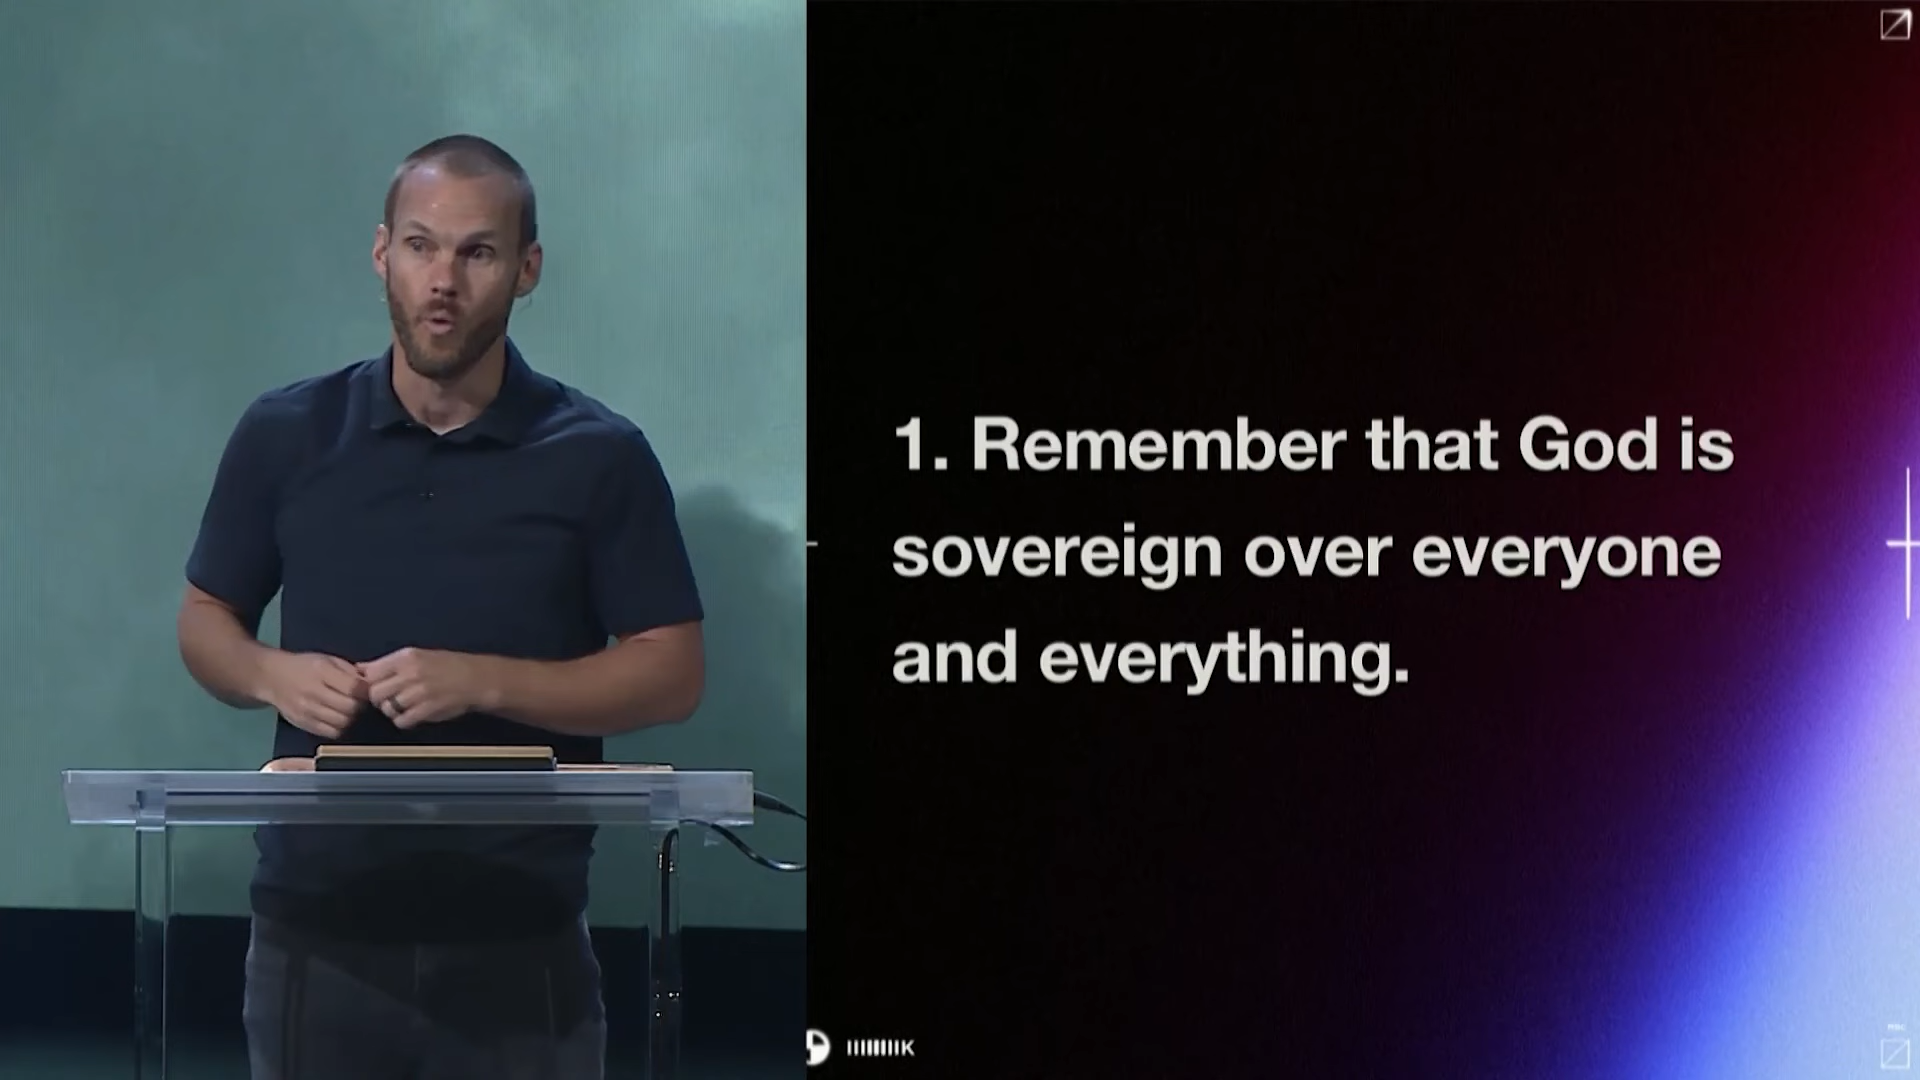 1. Remember that God is
sovereign over everyone
and everything.